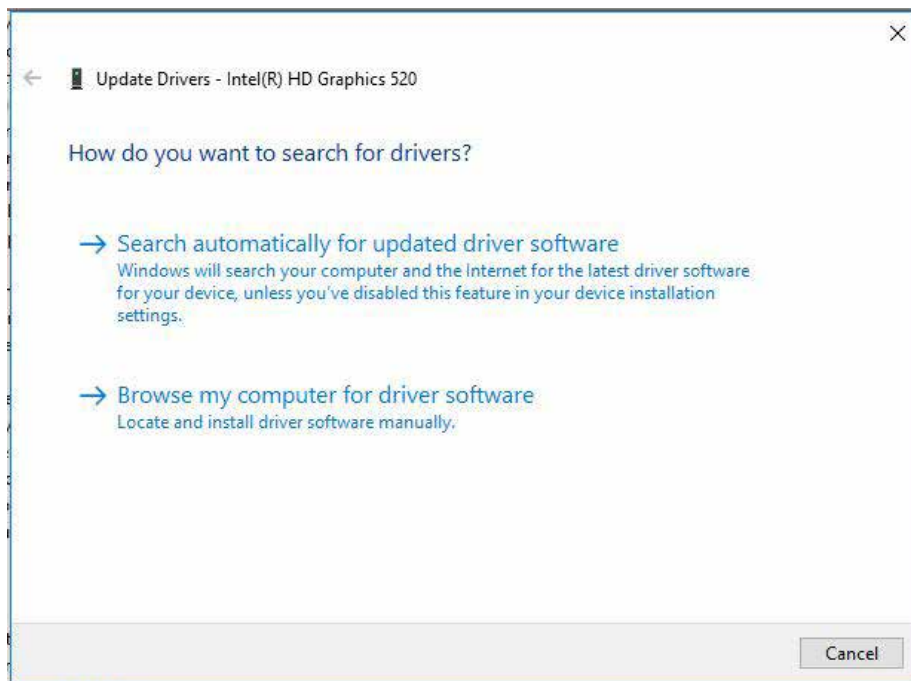 Update Drivers - Intel(R) HD Graphics 520
How do you want to search for drivers?
Search automatically for updated driver software
Windows will search your computer and the Internet for the latest driver software
for your device, unless you've disabled this feature in your device installation
settings.
Browse my computer for driver software
Locate and install driver software manually.
Cancel